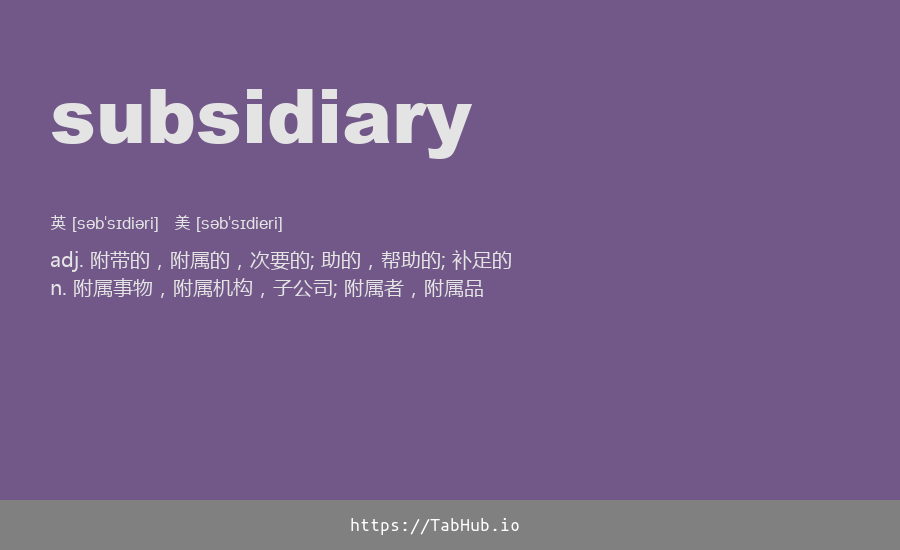 subsidiary
英 [səbˈsɪdiəri] 美 [səbˈsɪdieri]
adj. 附带的，附属的，次要的; 助的，帮助的; 补足的
n. 附属事物，附属机构，子公司; 附属者，附属品
https://TabHub.io